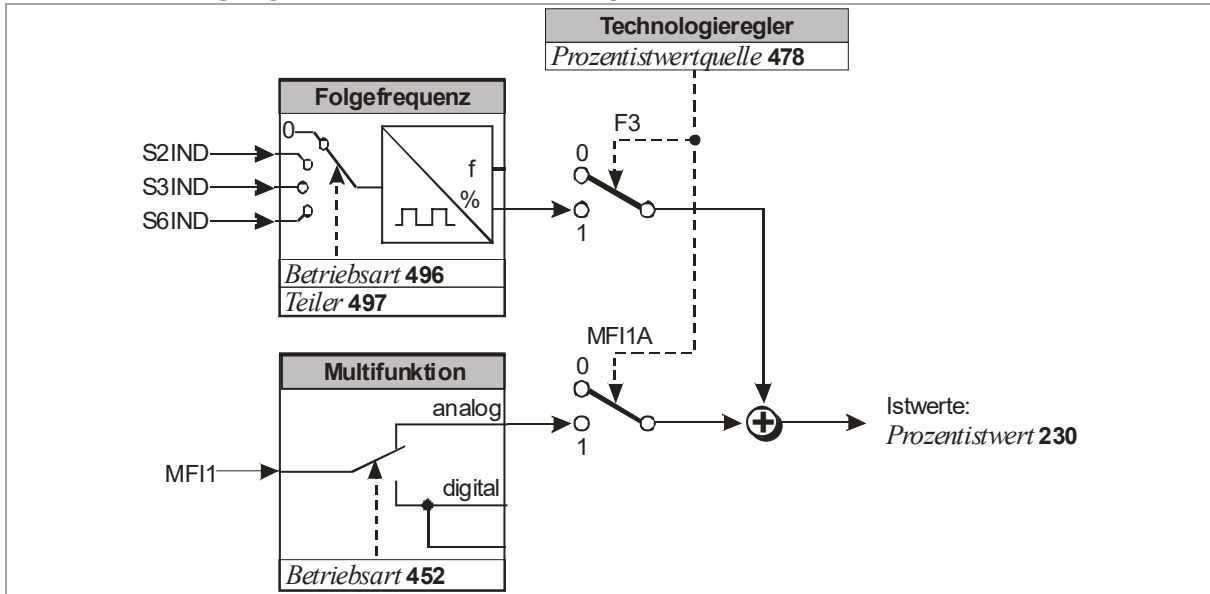 Technologieregler
Prozentistwertquelle 478
Folgefrequenz
0
S2IND
S3IND
S6IND
f
%
Betriebsart 496
Teiler 497
F3
0
1
Multifunktion
analog
MFI1
digital
Betriebsart 452
MFI1A
0
1
Istwerte:
Prozentistwert 230